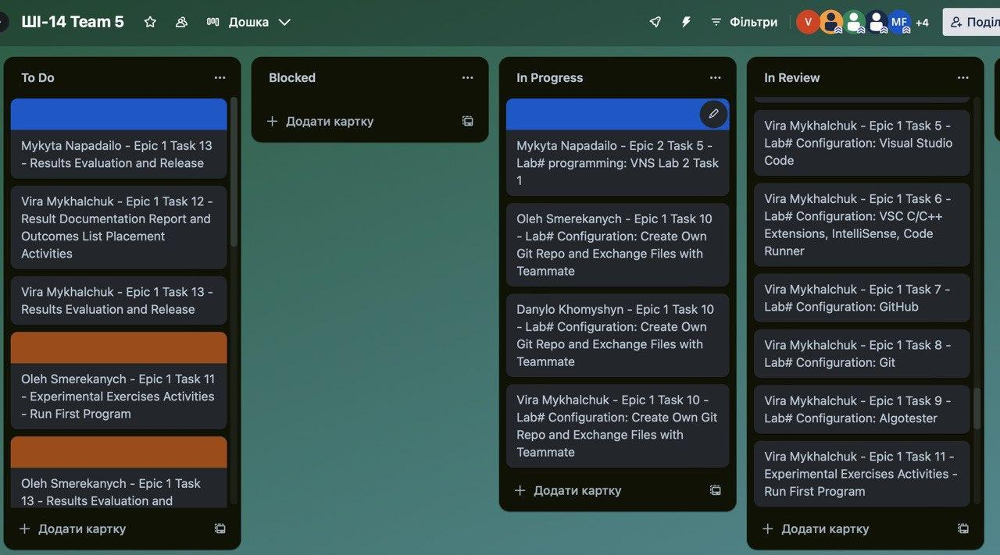 ШІ-14 Team 5
Дошка
Фільтри
V
MF
+4
Поділ
To Do
Mykyta Napadailo - Epic 1 Task 13
- Results Evaluation and Release
Vira Mykhalchuk - Epic 1 Task 12 -
Result Documentation Report and
Outcomes List Placement
Activities
Vira Mykhalchuk - Epic 1 Task 13 -
Results Evaluation and Release
Oleh Smerekanych - Epic 1 Task 11
- Experimental Exercises Activities
- Run First Program
Oleh Smerekanych - Epic 1 Task
13 - Results Evaluation and
+ Додати картку
Blocked
+ Додати картку
In Progress
Mykyta Napadailo - Epic 2 Task 5 -
Lab# programming: VNS Lab 2 Task
1
Oleh Smerekanych - Epic 1 Task 10
- Lab# Configuration: Create Own
Git Repo and Exchange Files with
Teammate
Danylo Khomyshyn - Epic 1 Task 10
- Lab# Configuration: Create Own
Git Repo and Exchange Files with
Teammate
Vira Mykhalchuk - Epic 1 Task 10 -
Lab# Configuration: Create Own Git
Repo and Exchange Files with
Teammate
+ Додати картку
In Review
Vira Mykhalchuk - Epic 1 Task 5 -
Lab# Configuration: Visual Studio
Code
Vira Mykhalchuk - Epic 1 Task 6 -
Lab# Configuration: VSC C/C++
Extensions, IntelliSense, Code
Runner
Vira Mykhalchuk - Epic 1 Task 7 -
Lab# Configuration: GitHub
Vira Mykhalchuk - Epic 1 Task 8 -
Lab# Configuration: Git
Vira Mykhalchuk - Epic 1 Task 9 -
Lab# Configuration: Algotester
Vira Mykhalchuk - Epic 1 Task 11 -
Experimental Exercises Activities -
Run First Program
+ Додати картку